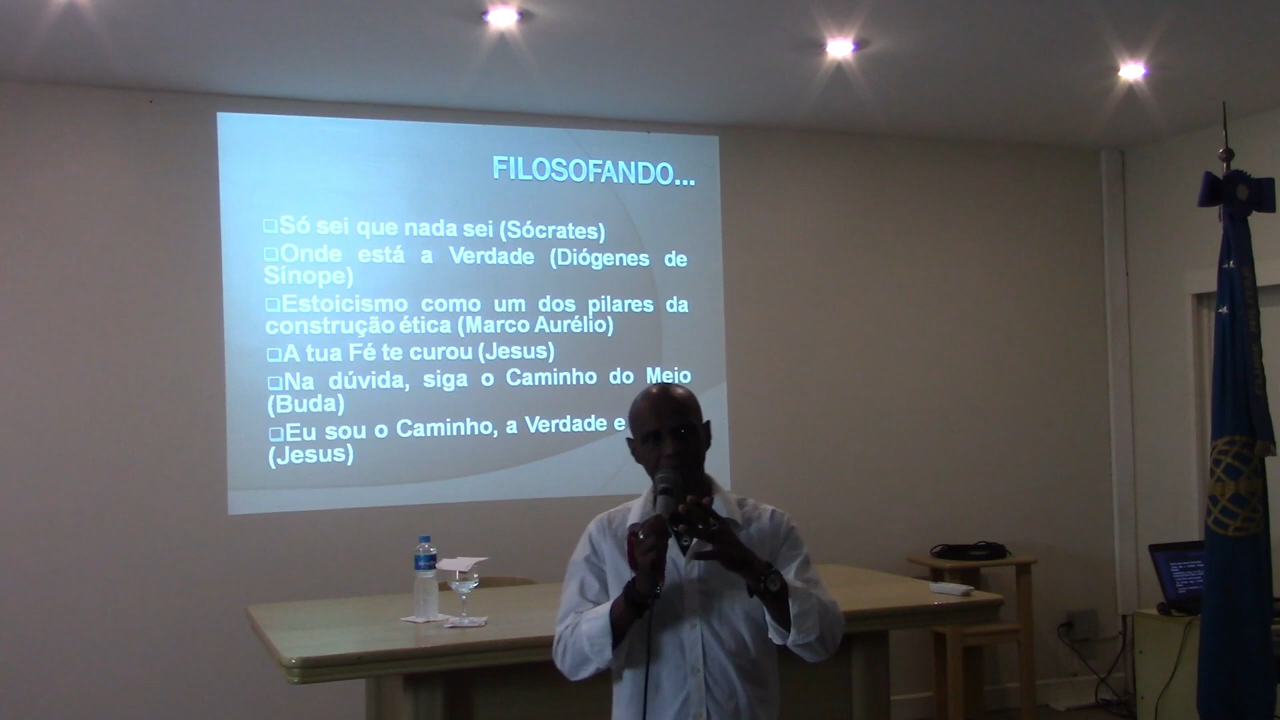 FILOSOFANDO...
❑Só sei que nada sei (Sócrates)
❑Onde está a Verdade (Diógenes de
Sínope)
❑Estoicismo como um dos pilares da
construção ética (Marco Aurélio)
❑A tua Fé te curou (Jesus)
❑Na dúvida, siga o Caminho do Meio
(Buda)
❑Eu sou o Caminho, a Verdade e
(Jesus)